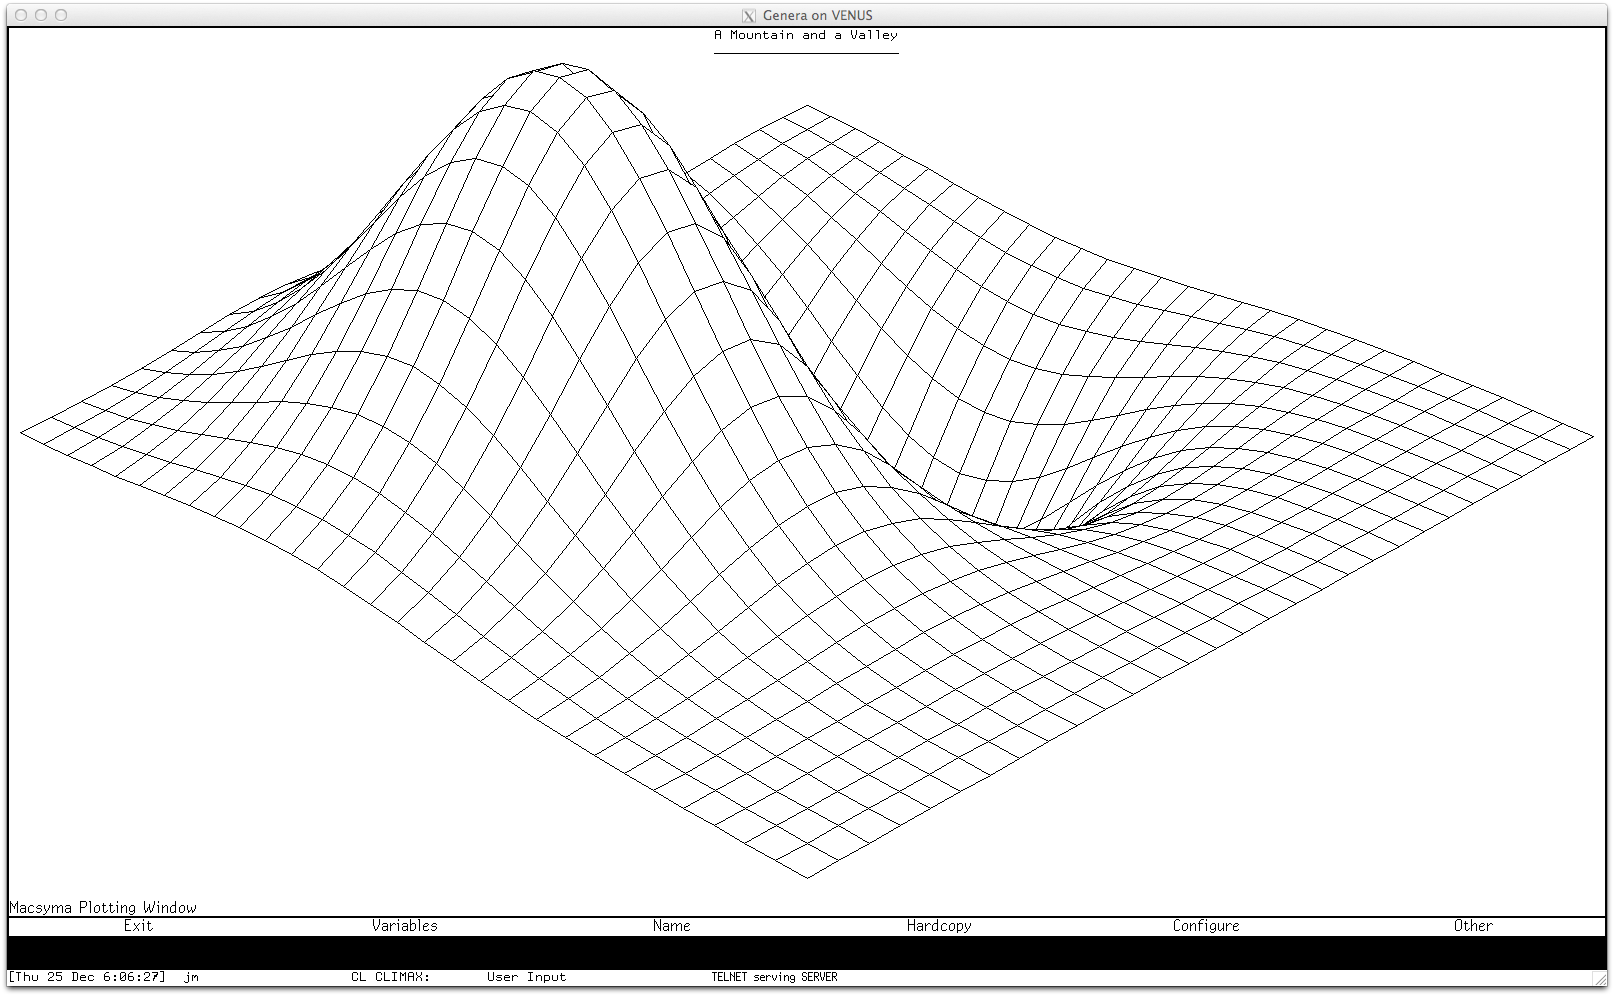 Genera on VENUS
A Mountain and a Valley
Macsyma Plotting Window
Exit Variables Name Hardcopy Configure Other
[Thu 25 Dec 6:06:27] jm CL CLIMAX: User Input TELNET serving SERVER